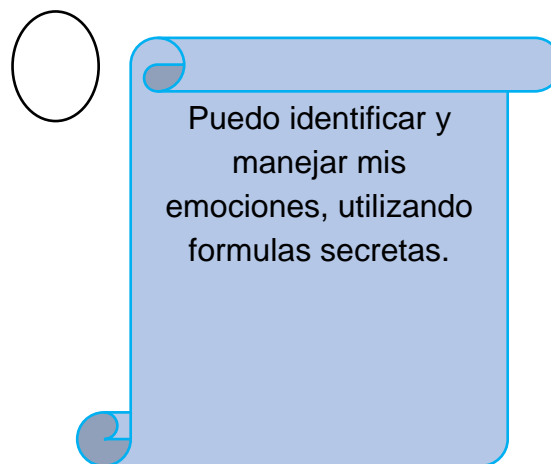 Puedo identificar y
manejar mis
emociones, utilizando
formulas secretas.